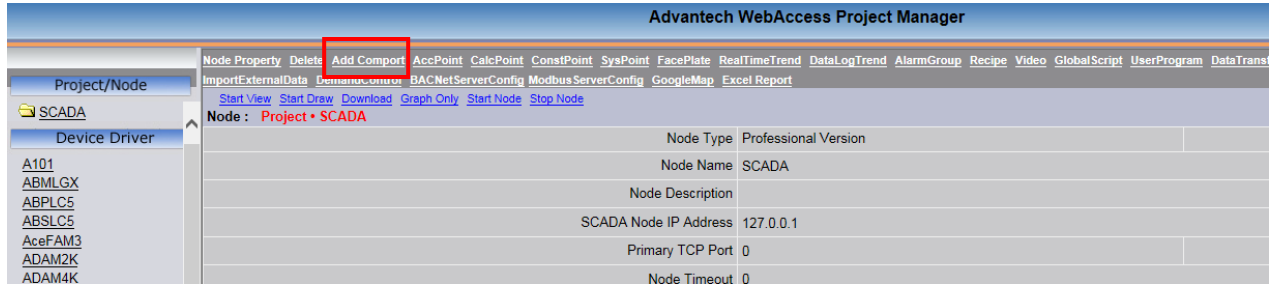 Advantech WebAccess Project Manager
Node Property Delete Add Comport AccPoint CalcPoint ConstPoint SysPoint FacePlate RealTimeTrend DataLogTrend AlarmGroup Recipe Video GlobalScript UserProgram DataTransf
ImportExternalData DemandControl BACNetServerConfig ModbusServerConfig GoogleMap Excel Report
Start View Start Draw Download Graph Only Start Node Stop Node
Node : Project • SCADA
Project/Node
SCADA
Device Driver
A101
ABMLGX
ABPLC5
ABSLC5
AceFAM3
ADAM2K
ADAM4K
Node Type Professional Version
Node Name SCADA
Node Description
SCADA Node IP Address 127.0.0.1
Primary TCP Port 0
Node Timeout 0